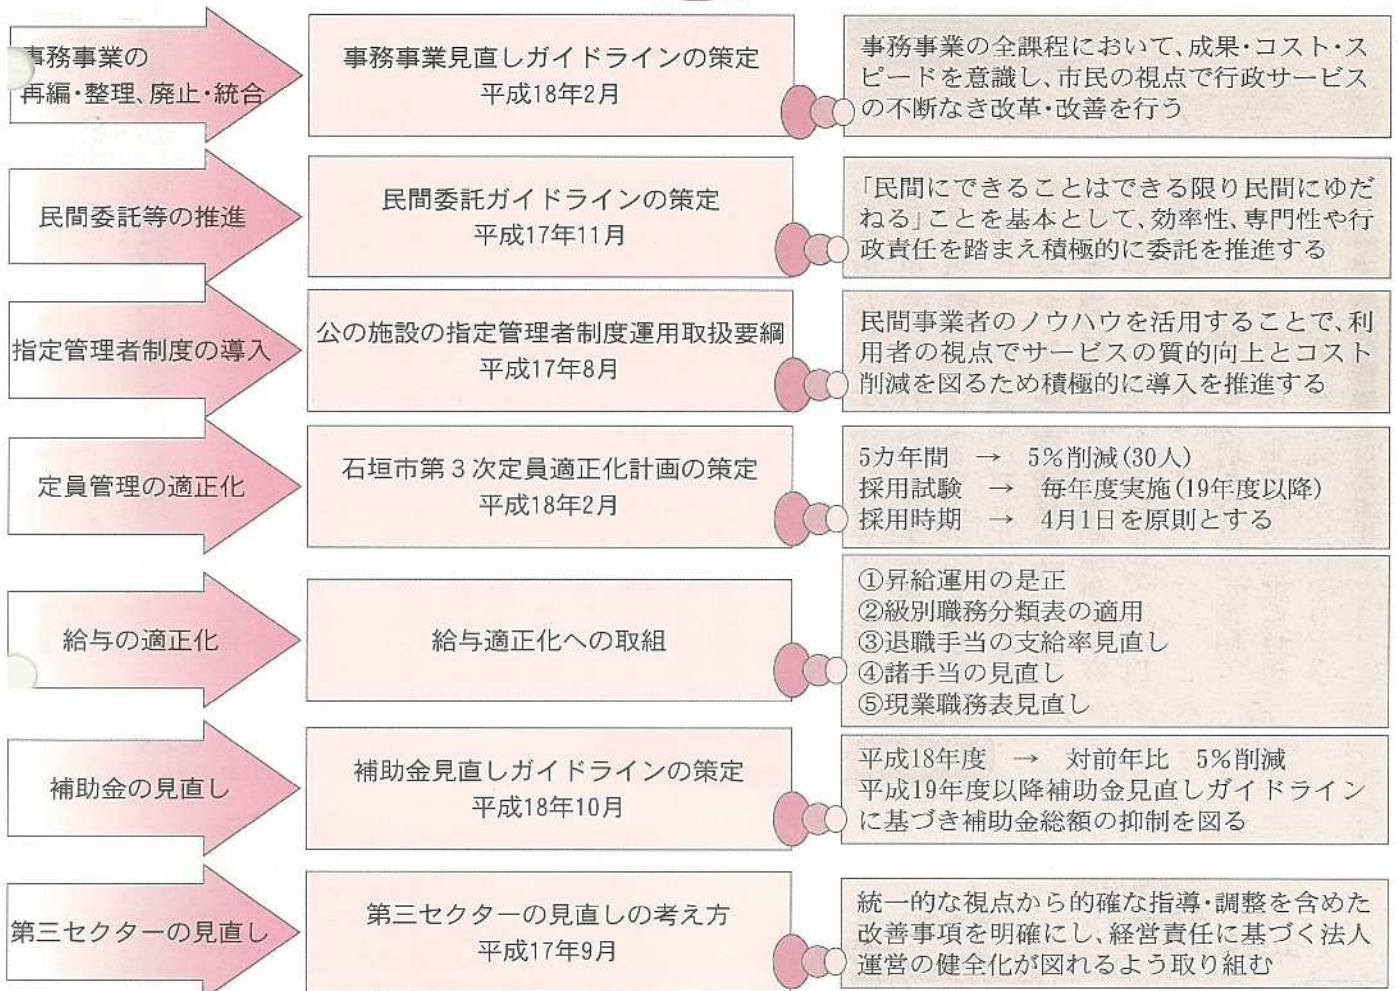 事務事業の
再編・整理、廃止・統合
事務事業見直しガイドラインの策定
平成18年2月
事務事業の全課程において、成果・コスト・ス
ピードを意識し、市民の視点で行政サービス
の不断なき改革・改善を行う
民間委託等の推進
民間委託ガイドラインの策定
平成17年11月
「民間にできることはできる限り民間にゆだ
ねる」ことを基本として、効率性、専門性や行
政責任を踏まえ積極的に委託を推進する
指定管理者制度の導入
公の施設の指定管理者制度運用取扱要綱
平成17年8月
民間事業者のノウハウを活用することで、利
用者の視点でサービスの質的向上とコスト
削減を図るため積極的に導入を推進する
定員管理の適正化
石垣市第3次定員適正化計画の策定
平成18年2月
5カ年間 → 5%削減(30人)
採用試験 → 毎年度実施(19年度以降)
採用時期 → 4月1日を原則とする
給与の適正化
給与適正化への取組
①昇給運用の是正
②級別職務分類表の適用
③退職手当の支給率見直し
④諸手当の見直し
⑤現業職務表見直し
補助金の見直し
補助金見直しガイドラインの策定
平成18年10月
平成18年度 → 対前年比 5%削減
平成19年度以降補助金見直しガイドライン
に基づき補助金総額の抑制を図る
第三セクターの見直し
第三セクターの見直しの考え方
平成17年9月
統一的な視点から的確な指導・調整を含めた
改善事項を明確にし、経営責任に基づく法人
運営の健全化が図れるよう取り組む